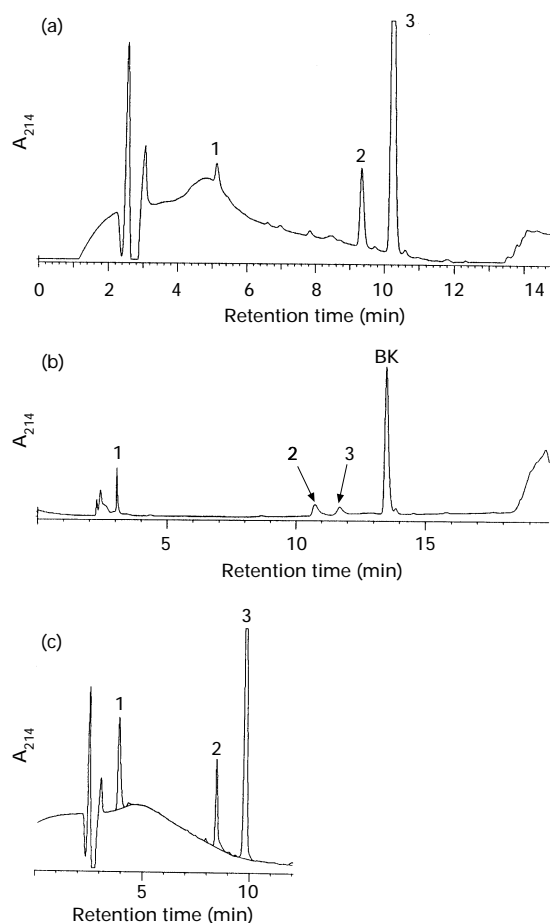 (a)
3
A214
1
2
0 2 4 6 8 10 12 14
Retention time (min)
(b)
BK
A214
1
2
3
5 10 15
Retention time (min)
(c)
3
A214
1
2
5 10
Retention time (min)